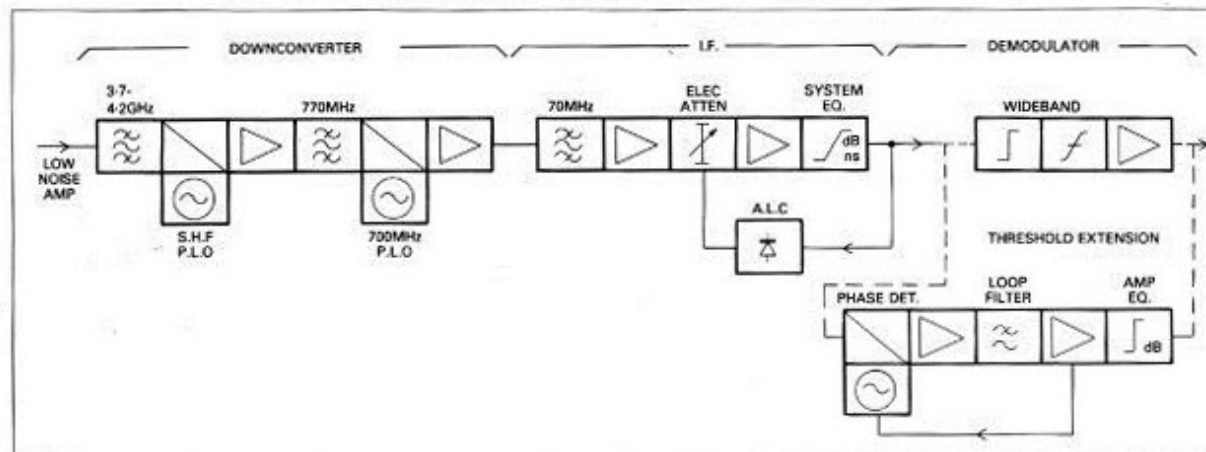 DOWNCONVERTER
I.F.
DEMODULATOR
3·7-
4·2GHz
770MHz
70MHz
ELEC
ATTEN
SYSTEM
EQ.
WIDEBAND
dB
ns
LOW
NOISE
AMP
S.H.F
P.L.O
700MHz
P.L.O
A.L.C
THRESHOLD EXTENSION
PHASE DET.
LOOP
FILTER
AMP
EQ.
dB